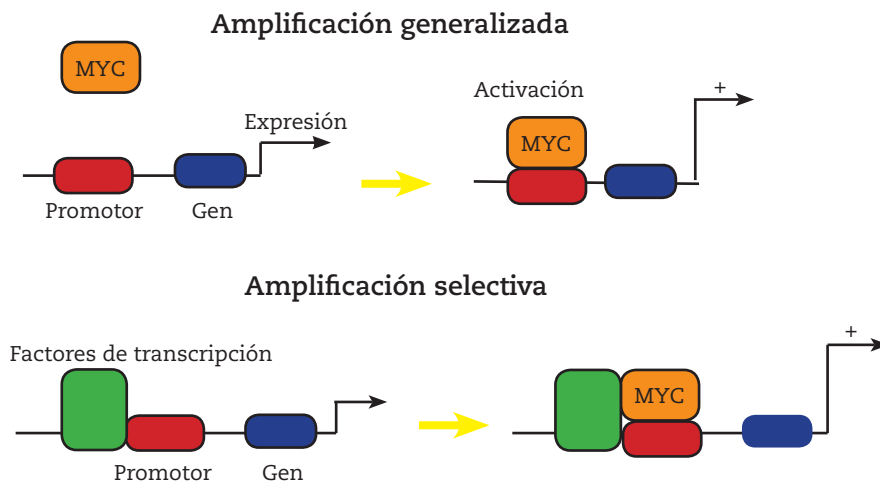 Amplificación generalizada
MYC
Expresión
Promotor
Gen
Activación
+
MYC
Amplificación selectiva
Factores de transcripción
Promotor
Gen
+
MYC